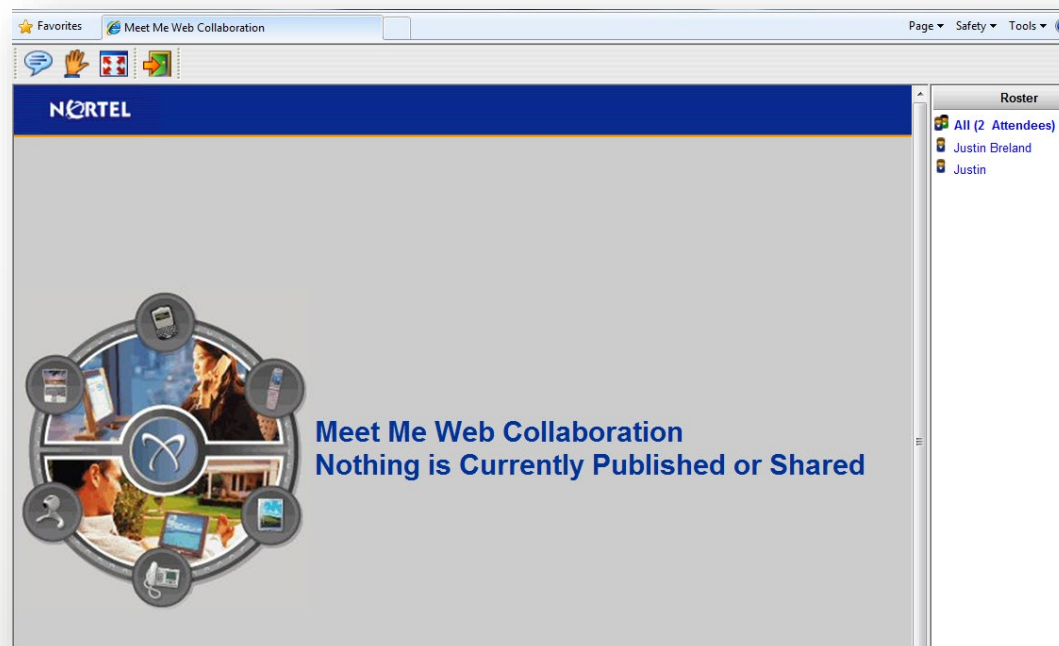 Favorites
Meet Me Web Collaboration
Page
Safety
Tools
NORTEL
Roster
All (2 Attendees)
Justin Breland
Justin
Meet Me Web Collaboration
Nothing is Currently Published or Shared